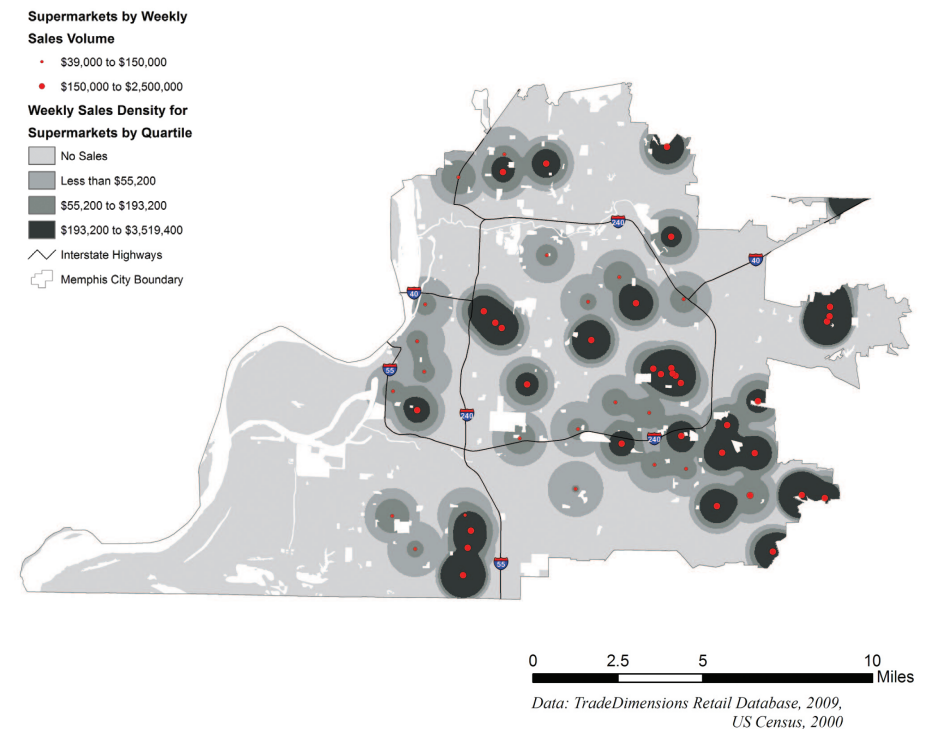 Supermarkets by Weekly
Sales Volume
$39,000 to $150,000
$150,000 to $2,500,000
Weekly Sales Density for
Supermarkets by Quartile
No Sales
Less than $55,200
$55,200 to $193,200
$193,200 to $3,519,400
Interstate Highways
Memphis City Boundary
240
40
40
55
240
240
55
0 2.5 5 10
Miles
Data: TradeDimensions Retail Database, 2009,
US Census, 2000